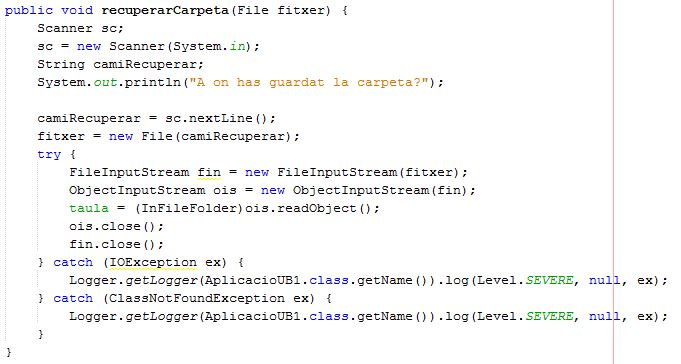 public void recuperarCarpeta(File fitxer) {
Scanner sc;
sc = new Scanner(System.in);
String camiRecuperar;
System.out.println("A on has guardat la carpeta?");
camiRecuperar = sc.nextLine();
fitxer = new File(camiRecuperar);
try {
FileInputStream fin = new FileInputStream(fitxer);
ObjectInputStream ois = new ObjectInputStream(fin);
taula = (InFileFolder)ois.readObject();
ois.close();
fin.close();
} catch (IOException ex) {
Logger.getLogger(AplicacioUB1.class.getName()).log(Level.SEVERE, null, ex);
} catch (ClassNotFoundException ex) {
Logger.getLogger(AplicacioUB1.class.getName()).log(Level.SEVERE, null, ex);
}
}